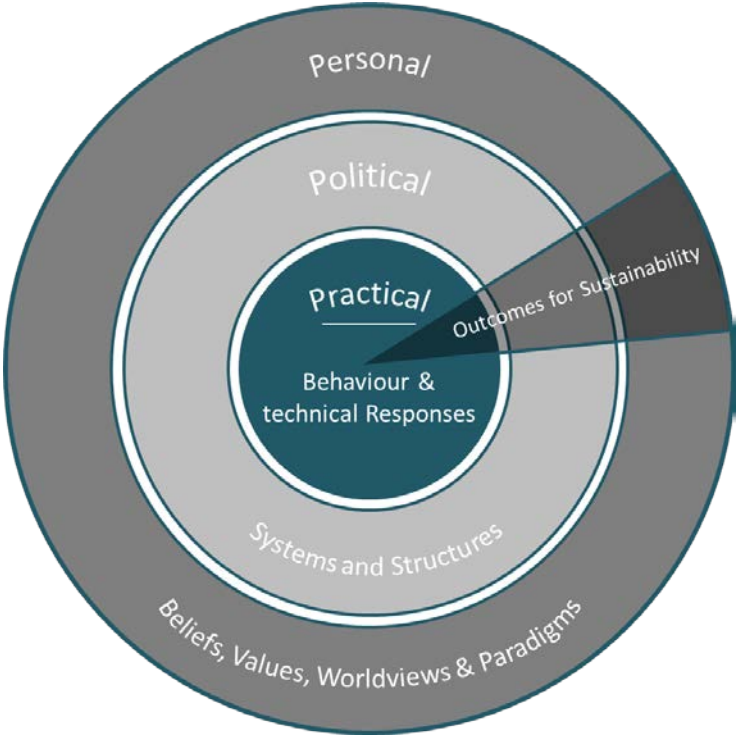 Personal
Political
Practical
Outcomes for Sustainability
Behaviour &
technical Responses
Systems and Structures
Beliefs, Values, Worldviews & Paradigms